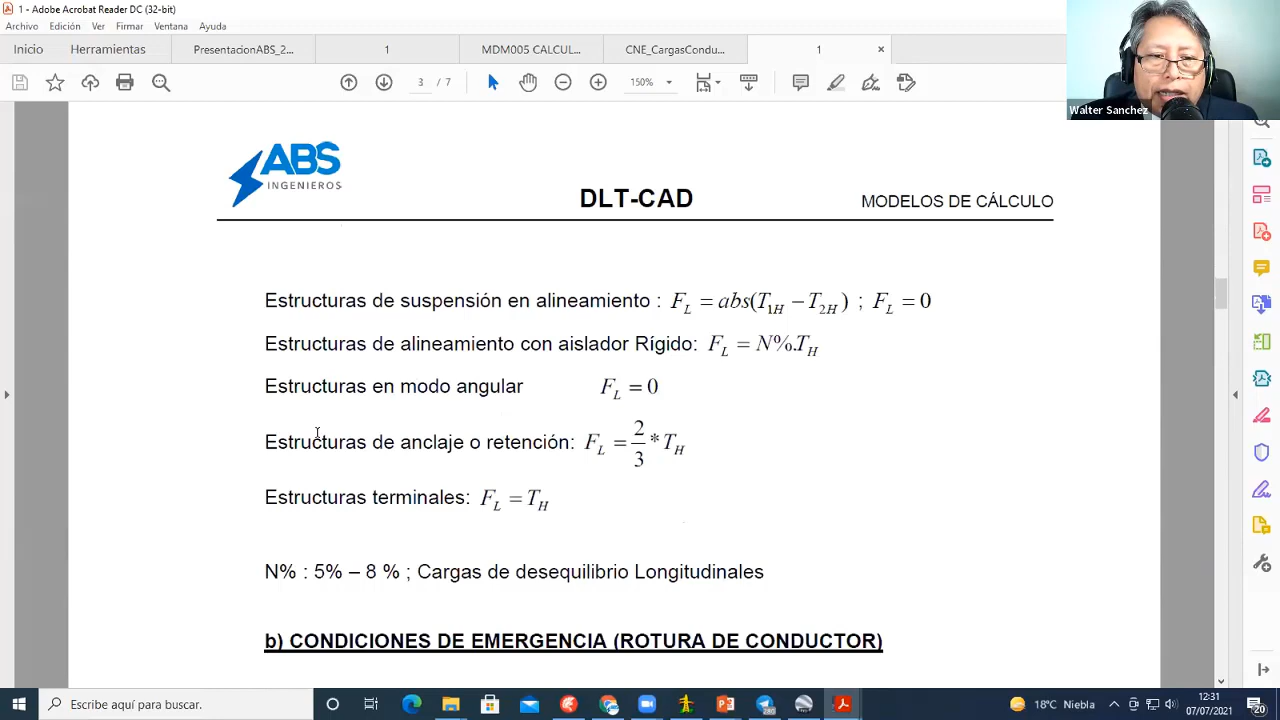 1 - Adobe Acrobat Reader DC (32-bit)
Archivo Edición Ver Firmar Ventana Ayuda
Inicio Herramientas PresentacionABS_2... 1 MDM005 CALCUL... CNE_CargasCondu... 1 ×
3 / 7 150%
Walter Sanchez
ABS
INGENIEROS
DLT-CAD MODELOS DE CÁLCULO
Estructuras de suspensión en alineamiento : F_L = abs(T_1H − T_2H) ; F_L = 0
Estructuras de alineamiento con aislador Rígido: F_L = N%.T_H
Estructuras en modo angular F_L = 0
Estructuras de anclaje o retención: F_L = 2/3 * T_H
Estructuras terminales: F_L = T_H
N% : 5% – 8 % ; Cargas de desequilibrio Longitudinales
b) CONDICIONES DE EMERGENCIA (ROTURA DE CONDUCTOR)
Escribe aquí para buscar.
18°C Niebla
12:31
07/07/2021
20